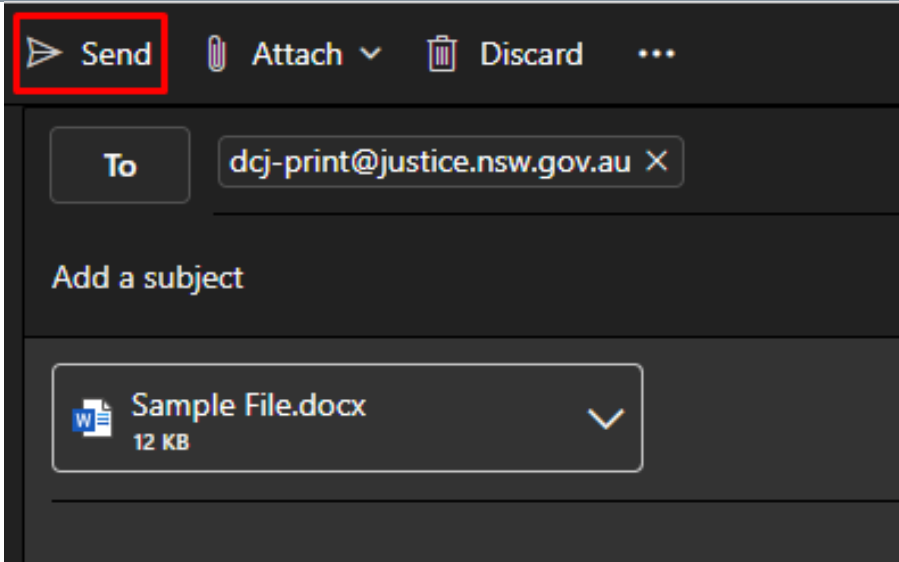 Send Attach Discard ...
To dcj-print@justice.nsw.gov.au
Add a subject
W Sample File.docx
12 KB